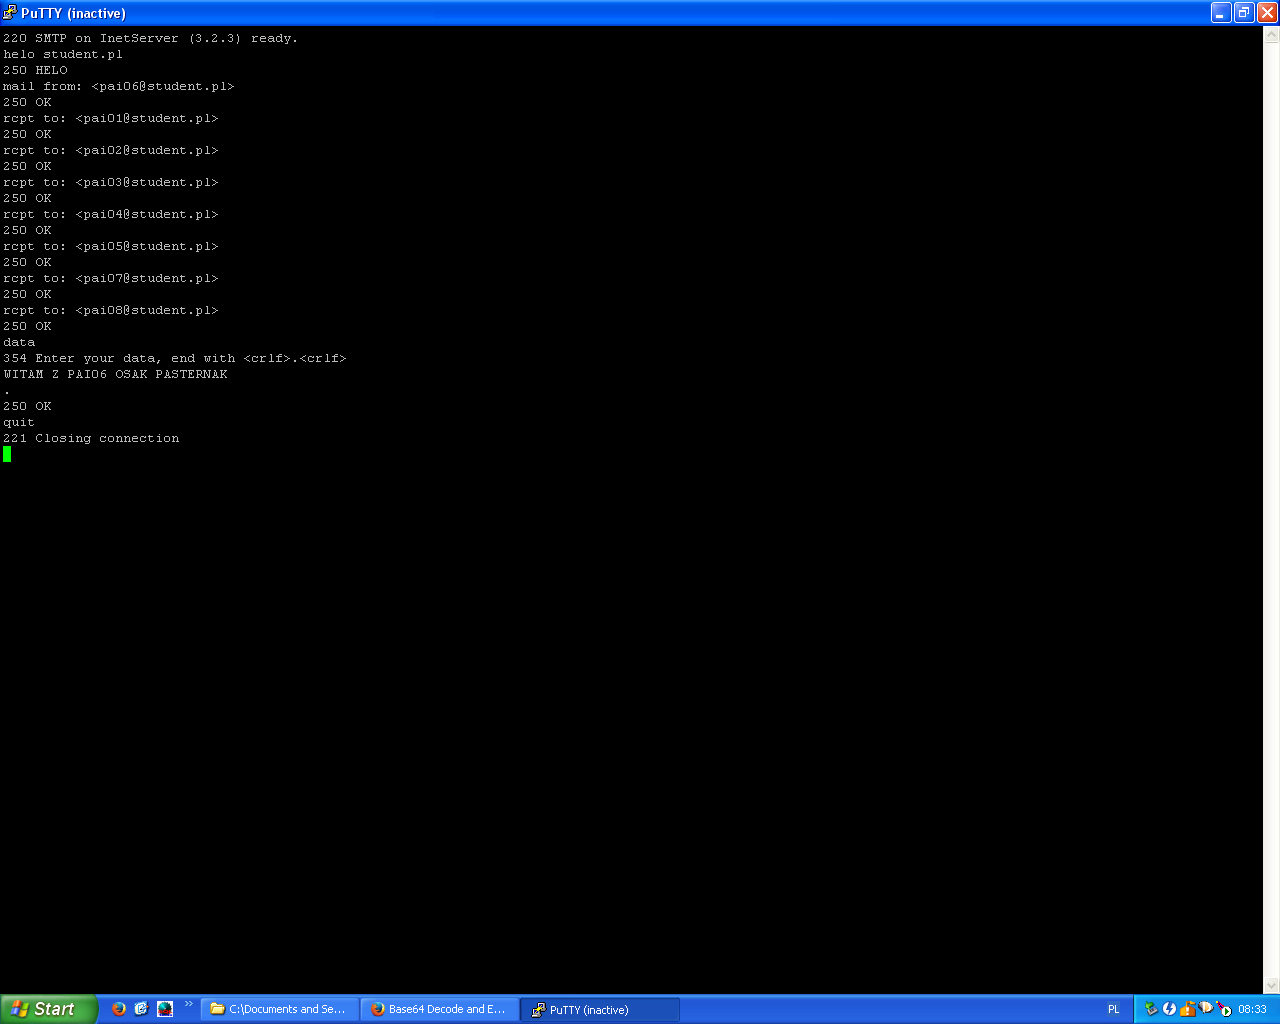 PuTTY (inactive)
220 SMTP on InetServer (3.2.3) ready.
helo student.pl
250 HELO
mail from: <pai06@student.pl>
250 OK
rcpt to: <pai01@student.pl>
250 OK
rcpt to: <pai02@student.pl>
250 OK
rcpt to: <pai03@student.pl>
250 OK
rcpt to: <pai04@student.pl>
250 OK
rcpt to: <pai05@student.pl>
250 OK
rcpt to: <pai07@student.pl>
250 OK
rcpt to: <pai08@student.pl>
250 OK
data
354 Enter your data, end with <crlf>.<crlf>
WITAM Z PAI06 OSAK PASTERNAK
.
250 OK
quit
221 Closing connection
Start » C:\Documents and Se... Base64 Decode and E... PuTTY (inactive) PL 08:33